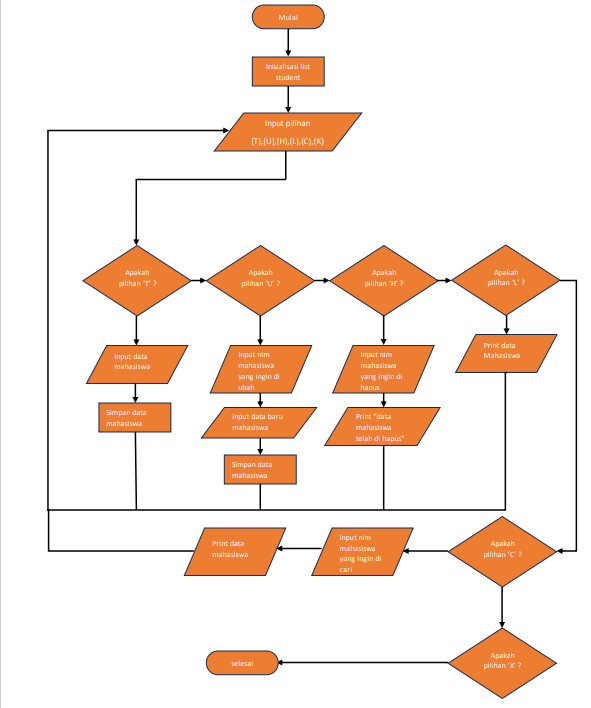 Mulai
Inisialisasi list
student
Input pilihan
(T),(U),(H),(L),(C),(K)
Apakah
pilihan 'T' ?
Apakah
pilihan 'U' ?
Apakah
pilihan 'H' ?
Apakah
pilihan 'L' ?
Input data
mahasiswa
Input nim
mahasiswa
yang ingin di
ubah
Input nim
mahasiswa
yang ingin di
haous
Print data
Mahasiswa
Simpan data
mahasiswa
Input data baru
mahasiswa
Print "data
mahasiswa
telah di hapus"
Simpan data
mahasiswa
Print data
mahasiswa
Input nim
mahasiswa
yang ingin di
cari
Apakah
pilihan 'C' ?
Apakah
pilihan 'X' ?
selesai